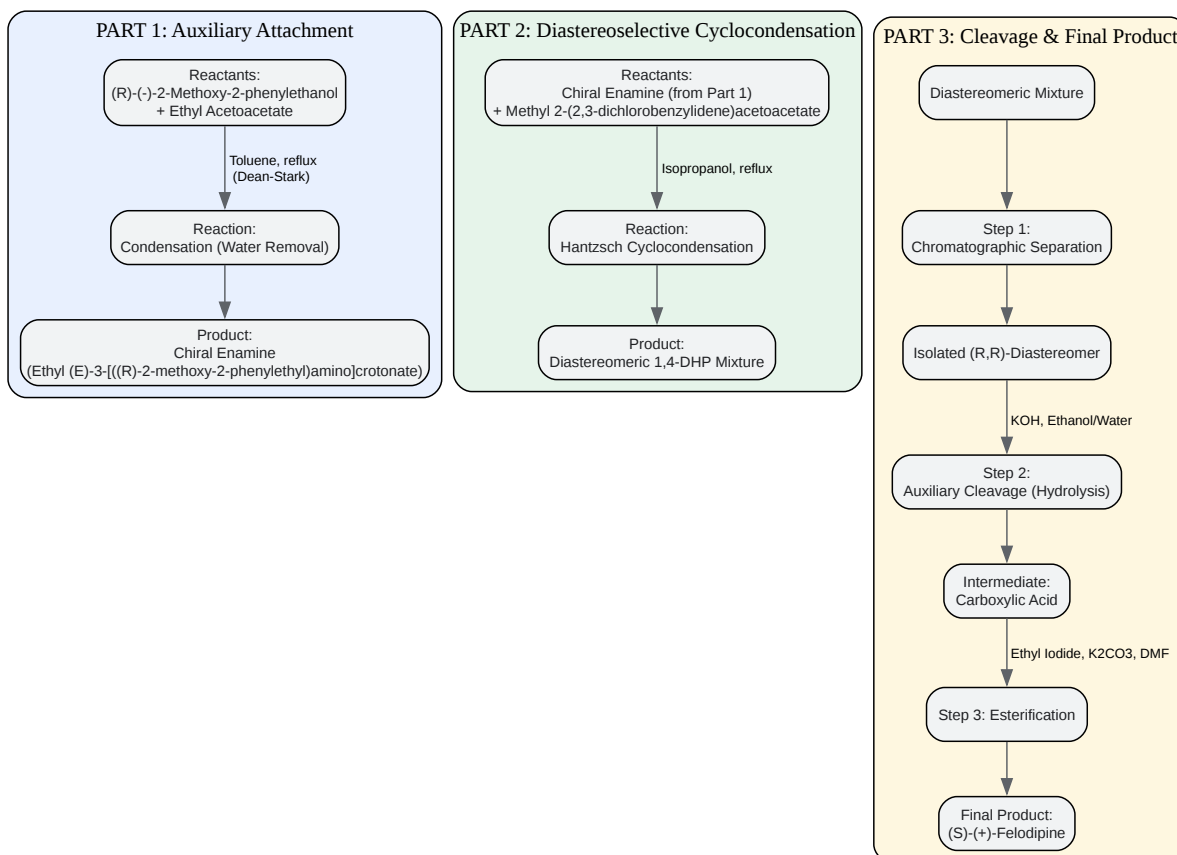 PART 1: Auxiliary Attachment
Reactants:
(R)-(-)-2-Methoxy-2-phenylethanol
+ Ethyl Acetoacetate
Toluene, reflux
(Dean-Stark)
Reaction:
Condensation (Water Removal)
Product:
Chiral Enamine
(Ethyl (E)-3-[((R)-2-methoxy-2-phenylethyl)amino]crotonate)
PART 2: Diastereoselective Cyclocondensation
Reactants:
Chiral Enamine (from Part 1)
+ Methyl 2-(2,3-dichlorobenzylidene)acetoacetate
Isopropanol, reflux
Reaction:
Hantzsch Cyclocondensation
Product:
Diastereomeric 1,4-DHP Mixture
PART 3: Cleavage & Final Product
Diastereomeric Mixture
Step 1:
Chromatographic Separation
Isolated (R,R)-Diastereomer
KOH, Ethanol/Water
Step 2:
Auxiliary Cleavage (Hydrolysis)
Intermediate:
Carboxylic Acid
Ethyl Iodide, K2CO3, DMF
Step 3: Esterification
Final Product:
(S)-(+)-Felodipine